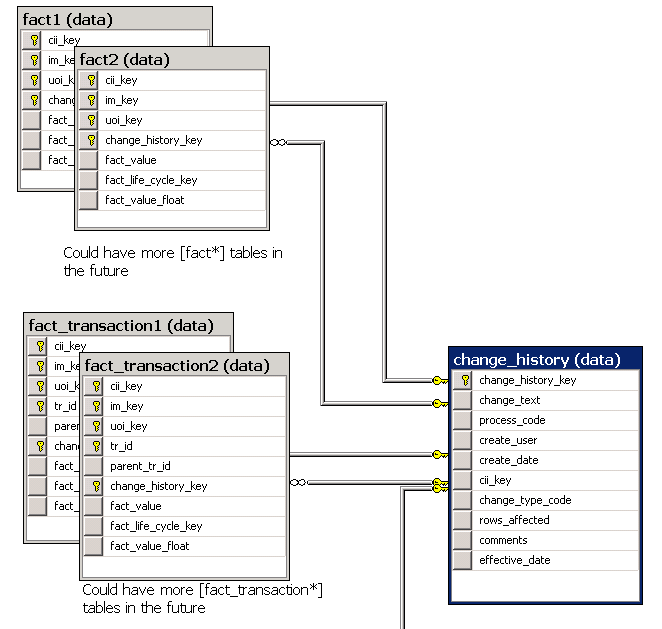 fact1 (data)
cii_key
im_ke
uoi_k
chang
fact_
fact_
fact_
fact2 (data)
cii_key
im_key
uoi_key
change_history_key
fact_value
fact_life_cycle_key
fact_value_float
Could have more [fact*] tables in
the future
fact_transaction1 (data)
cii_key
im_ke
uoi_k
tr_id
paren
chan
fact_
fact_
fact_
fact_transaction2 (data)
cii_key
im_key
uoi_key
tr_id
parent_tr_id
change_history_key
fact_value
fact_life_cycle_key
fact_value_float
Could have more [fact_transaction*]
tables in the future
change_history (data)
change_history_key
change_text
process_code
create_user
create_date
cii_key
change_type_code
rows_affected
comments
effective_date